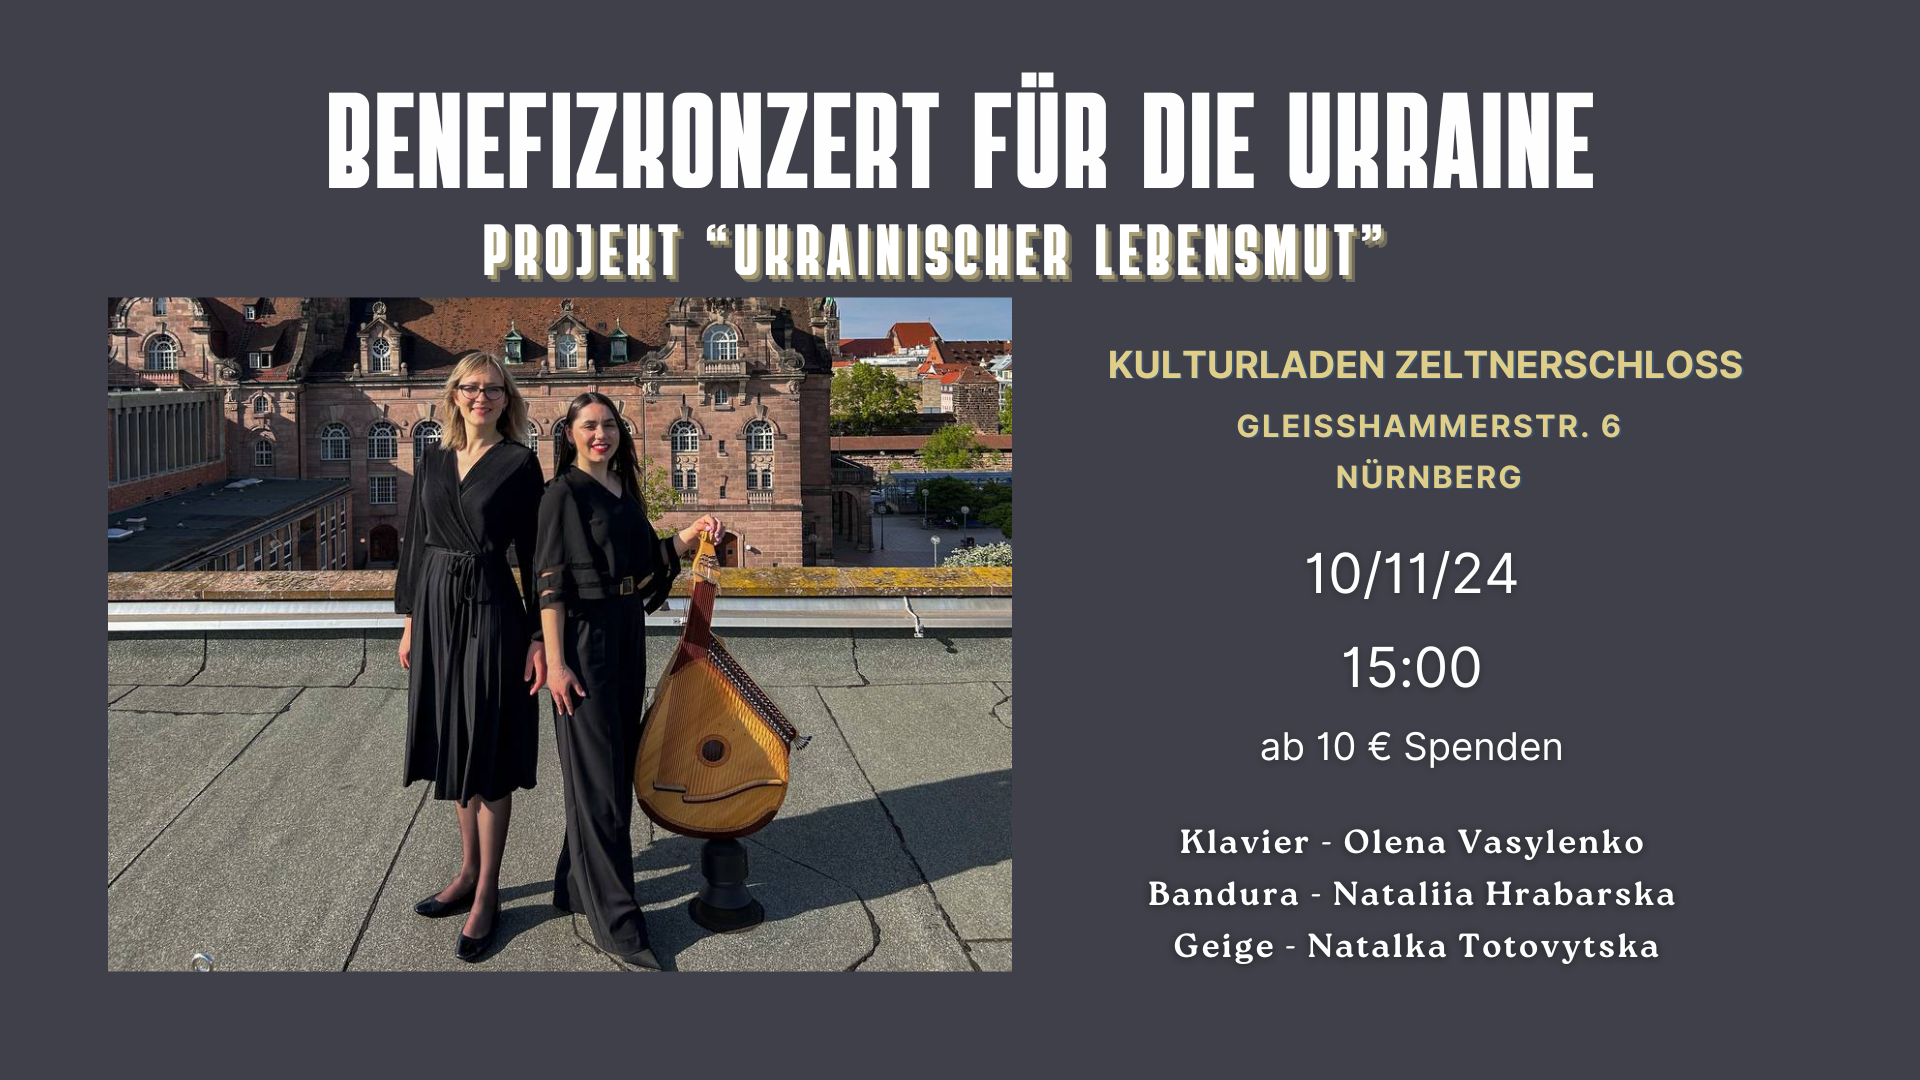 BENEFIZKONZERT FÜR DIE UKRAINE
PROJEKT “UKRAINISCHER LEBENSMUT”
KULTURLADEN ZELTNERSCHLOSS
GLEISSHAMMERSTR. 6
NÜRNBERG
10/11/24
15:00
ab 10 € Spenden
Klavier - Olena Vasylenko
Bandura - Nataliia Hrabarska
Geige - Natalka Totovytska